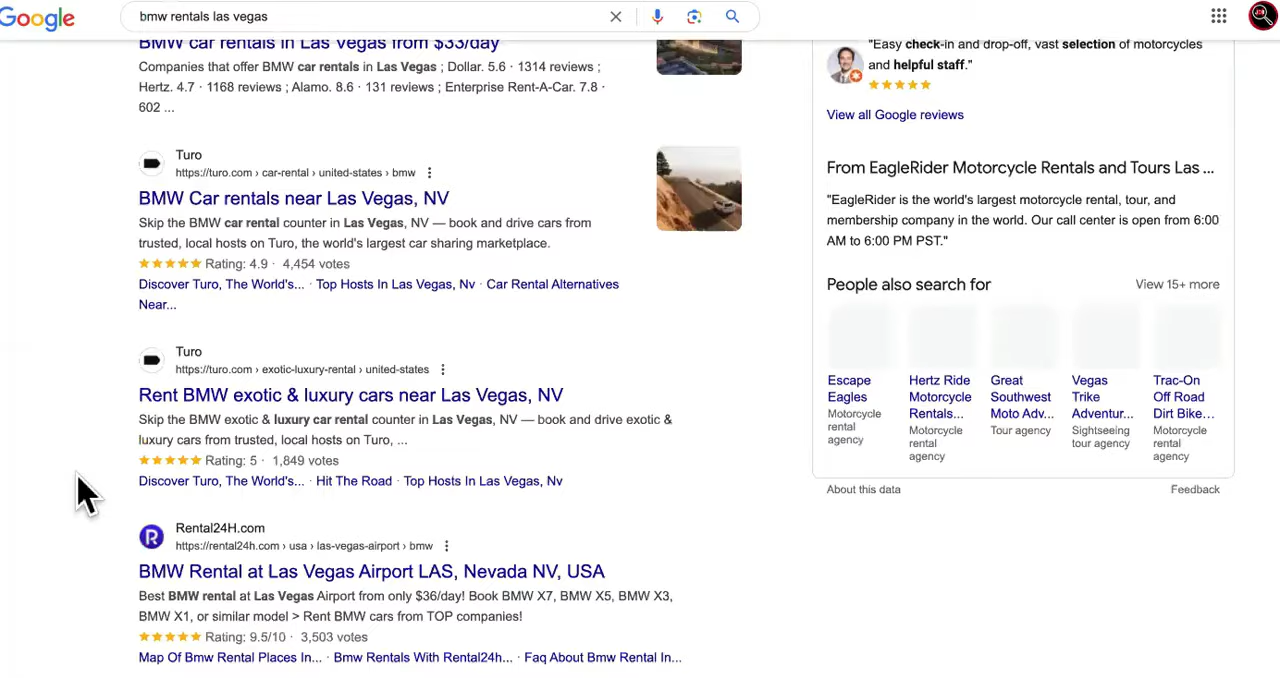 Google
bmw rentals las vegas
BMW car rentals in Las Vegas from $33/day
Companies that offer BMW car rentals in Las Vegas ; Dollar. 5.6 · 1314 reviews ;
Hertz. 4.7 · 1168 reviews ; Alamo. 8.6 · 131 reviews ; Enterprise Rent-A-Car. 7.8 ·
602 ...
Turo
https://turo.com › car-rental › united-states › bmw
BMW Car rentals near Las Vegas, NV
Skip the BMW car rental counter in Las Vegas, NV — book and drive cars from
trusted, local hosts on Turo, the world's largest car sharing marketplace.
Rating: 4.9 · 4,454 votes
Discover Turo, The World's... · Top Hosts In Las Vegas, Nv · Car Rental Alternatives
Near...
Turo
https://turo.com › exotic-luxury-rental › united-states
Rent BMW exotic & luxury cars near Las Vegas, NV
Skip the BMW exotic & luxury car rental counter in Las Vegas, NV — book and drive exotic &
luxury cars from trusted, local hosts on Turo, ...
Rating: 5 · 1,849 votes
Discover Turo, The World's... · Hit The Road · Top Hosts In Las Vegas, Nv
R
Rental24H.com
https://rental24h.com › usa › las-vegas-airport › bmw
BMW Rental at Las Vegas Airport LAS, Nevada NV, USA
Best BMW rental at Las Vegas Airport from only $36/day! Book BMW X7, BMW X5, BMW X3,
BMW X1, or similar model > Rent BMW cars from TOP companies!
Rating: 9.5/10 · 3,503 votes
Map Of Bmw Rental Places In... · Bmw Rentals With Rental24h... · Faq About Bmw Rental In...
"Easy check-in and drop-off, vast selection of motorcycles
and helpful staff."
View all Google reviews
From EagleRider Motorcycle Rentals and Tours Las ...
"EagleRider is the world's largest motorcycle rental, tour, and
membership company in the world. Our call center is open from 6:00
AM to 6:00 PM PST."
People also search for
View 15+ more
Escape
Eagles
Motorcycle
rental
agency
Hertz Ride
Motorcycle
Rentals...
Motorcycle
rental
agency
Great
Southwest
Moto Adv...
Tour agency
Vegas
Trike
Adventur...
Sightseeing
tour agency
Trac-On
Off Road
Dirt Bike...
Motorcycle
rental
agency
About this data
Feedback